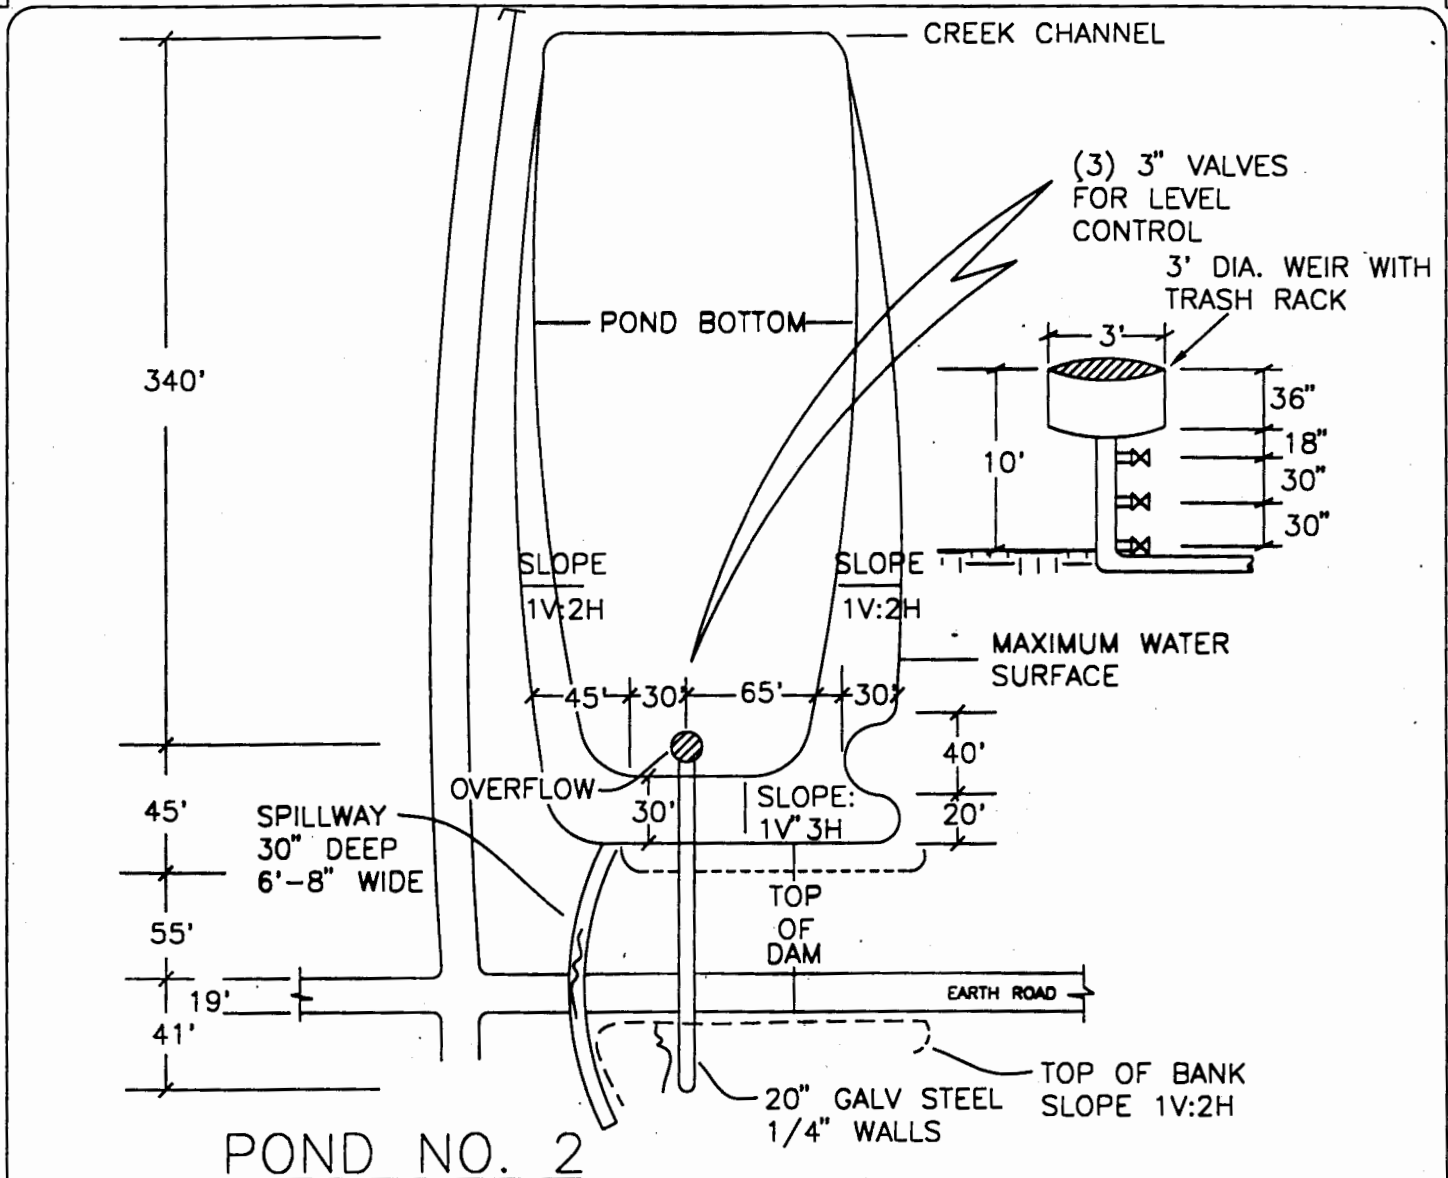 CREEK CHANNEL
(3) 3" VALVES
FOR LEVEL
CONTROL
3' DIA. WEIR WITH
TRASH RACK
3'
340'
POND BOTTOM
36"
18"
10'
30"
30"
SLOPE
1V:2H
SLOPE
1V:2H
MAXIMUM WATER
SURFACE
45'
30'
65'
30'
40'
OVERFLOW
45'
30'
SLOPE:
1V" 3H
20'
SPILLWAY
30" DEEP
6'-8" WIDE
TOP
OF
DAM
55'
19'
EARTH ROAD
41'
TOP OF BANK
SLOPE 1V:2H
20" GALV STEEL
1/4" WALLS
POND NO. 2